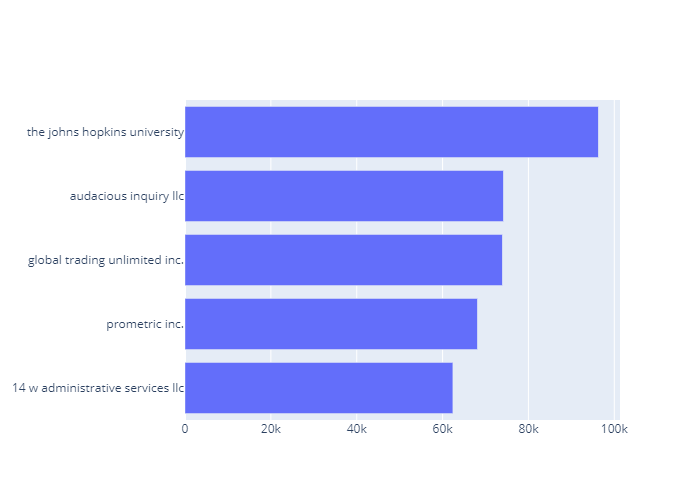 the johns hopkins university
audacious inquiry llc
global trading unlimited inc.
prometric inc.
14 w administrative services llc
0 20k 40k 60k 80k 100k